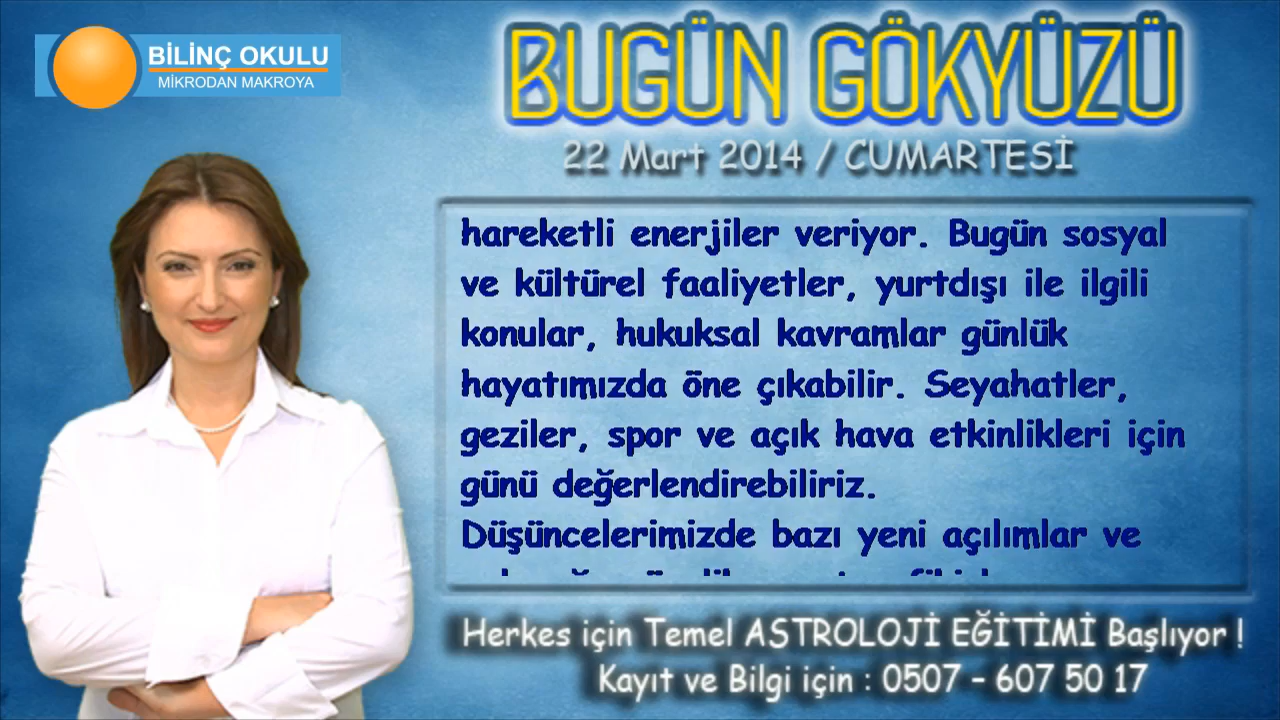 BİLİNÇ OKULU
MİKRODAN MAKROYA
BUGÜN GÖKYÜZÜ
22 Mart 2014 / CUMARTESİ
hareketli enerjiler veriyor. Bugün sosyal
ve kültürel faaliyetler, yurtdışı ile ilgili
konular, hukuksal kavramlar günlük
hayatımızda öne çıkabilir. Seyahatler,
geziler, spor ve açık hava etkinlikleri için
günü değerlendirebiliriz.
Düşüncelerimizde bazı yeni açılımlar ve
Herkes için Temel ASTROLOJİ EĞİTİMİ Başlıyor !
Kayıt ve Bilgi için : 0507 – 607 50 17